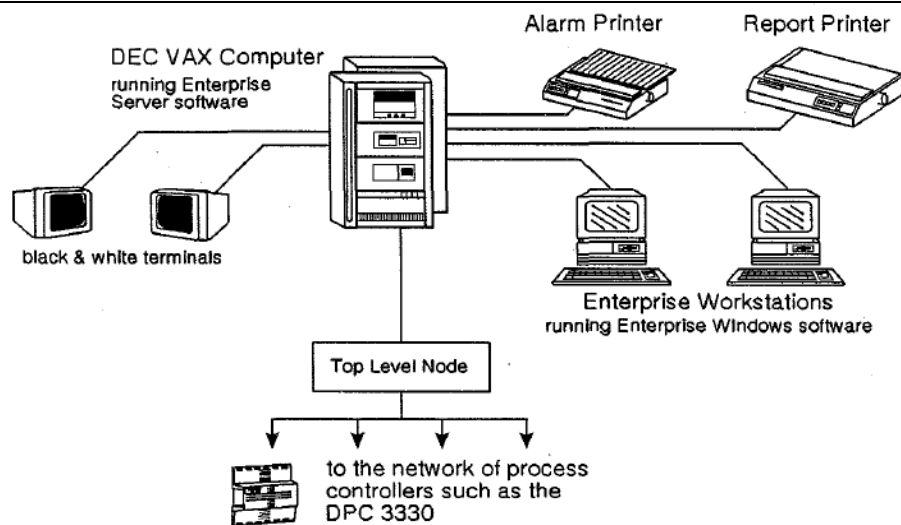 Alarm Printer
Report Printer
DEC VAX Computer
running Enterprise
Server software
black & white terminals
Enterprise Workstations
running Enterprise Windows software
Top Level Node
to the network of process
controllers such as the
DPC 3330